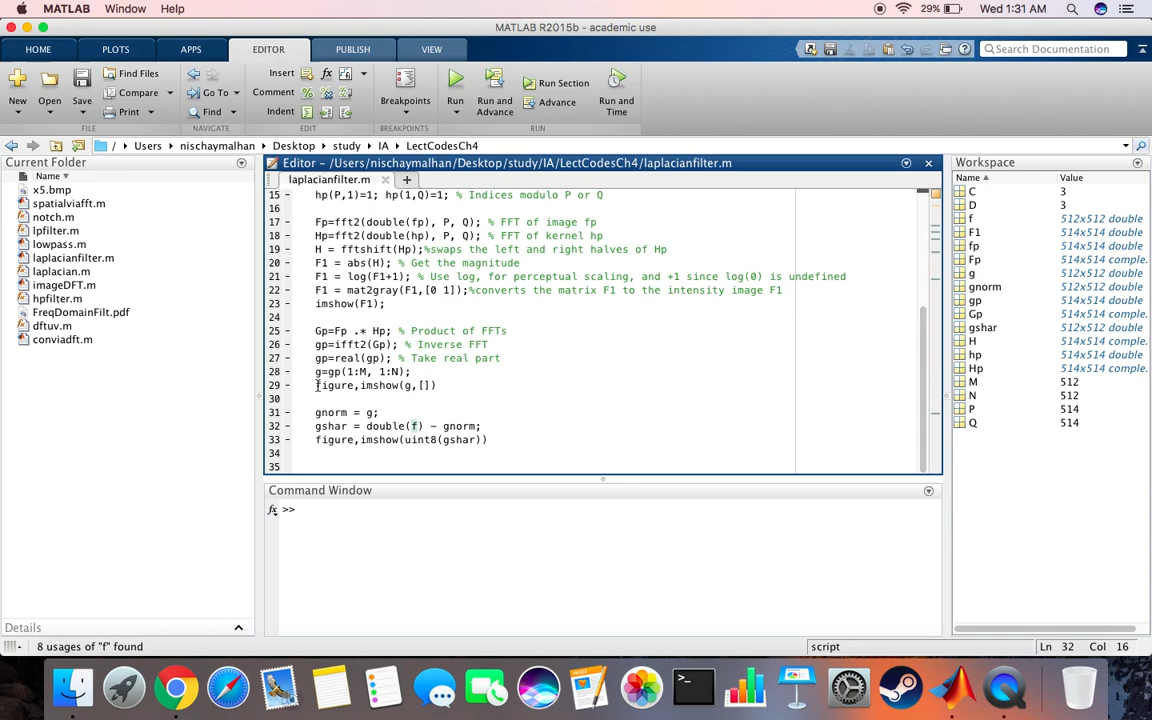 MATLAB Window Help 29% Wed 1:31 AM
MATLAB R2015b - academic use
HOME PLOTS APPS EDITOR PUBLISH VIEW Search Documentation
New Open Save Find Files Compare Print
Go To Find
Insert fx
Comment
Indent
Breakpoints Run Run and Advance Run Section Advance Run and Time
FILE NAVIGATE EDIT BREAKPOINTS RUN
/ Users nischaymalhan Desktop study IA LectCodesCh4
Current Folder
Name
x5.bmp
spatialviafft.m
notch.m
lpfilter.m
lowpass.m
laplacianfilter.m
laplacian.m
imageDFT.m
hpfilter.m
FreqDomainFilt.pdf
dftuv.m
conviadft.m
Details
8 usages of "f" found
Editor - /Users/nischaymalhan/Desktop/study/IA/LectCodesCh4/laplacianfilter.m
laplacianfilter.m
15 - hp(P,1)=1; hp(1,Q)=1; % Indices modulo P or Q
16
17 - Fp=fft2(double(fp), P, Q); % FFT of image fp
18 - Hp=fft2(double(hp), P, Q); % FFT of kernel hp
19 - H = fftshift(Hp);%swaps the left and right halves of Hp
20 - F1 = abs(H); % Get the magnitude
21 - F1 = log(F1+1); % Use log, for perceptual scaling, and +1 since log(0) is undefined
22 - F1 = mat2gray(F1,[0 1]);%converts the matrix F1 to the intensity image F1
23 - imshow(F1);
24
25 - Gp=Fp .* Hp; % Product of FFTs
26 - gp=ifft2(Gp); % Inverse FFT
27 - gp=real(gp); % Take real part
28 - g=gp(1:M, 1:N);
29 - figure,imshow(g,[])
30
31 - gnorm = g;
32 - gshar = double(f) - gnorm;
33 - figure,imshow(uint8(gshar))
34
35
Command Window
fx >>
Workspace
Name Value
C 3
D 3
f 512x512 double
F1 514x514 double
fp 514x514 double
Fp 514x514 comple...
g 512x512 double
gnorm 512x512 double
gp 514x514 double
Gp 514x514 comple...
gshar 512x512 double
H 514x514 comple...
hp 514x514 double
Hp 514x514 comple...
M 512
N 512
P 514
Q 514
script Ln 32 Col 16